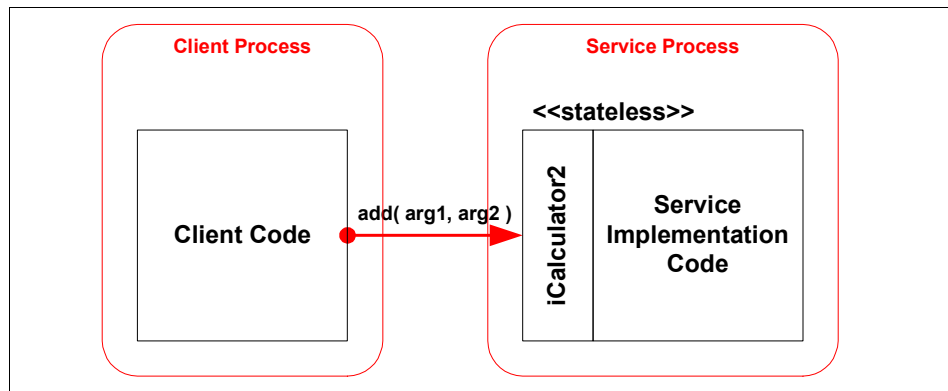 Client Process
Service Process
<<stateless>>
Client Code
add( arg1, arg2 )
iCalculator2
Service
Implementation
Code